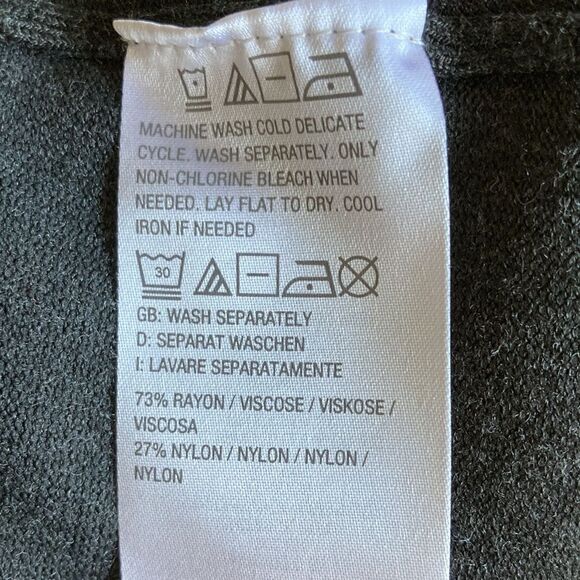 MACHINE WASH COLD DELICATE
CYCLE. WASH SEPARATELY. ONLY
NON-CHLORINE BLEACH WHEN
NEEDED. LAY FLAT TO DRY. COOL
IRON IF NEEDED
30
GB: WASH SEPARATELY
D: SEPARAT WASCHEN
I: LAVARE SEPARATAMENTE
73% RAYON / VISCOSE / VISKOSE /
VISCOSA
27% NYLON / NYLON / NYLON /
NYLON